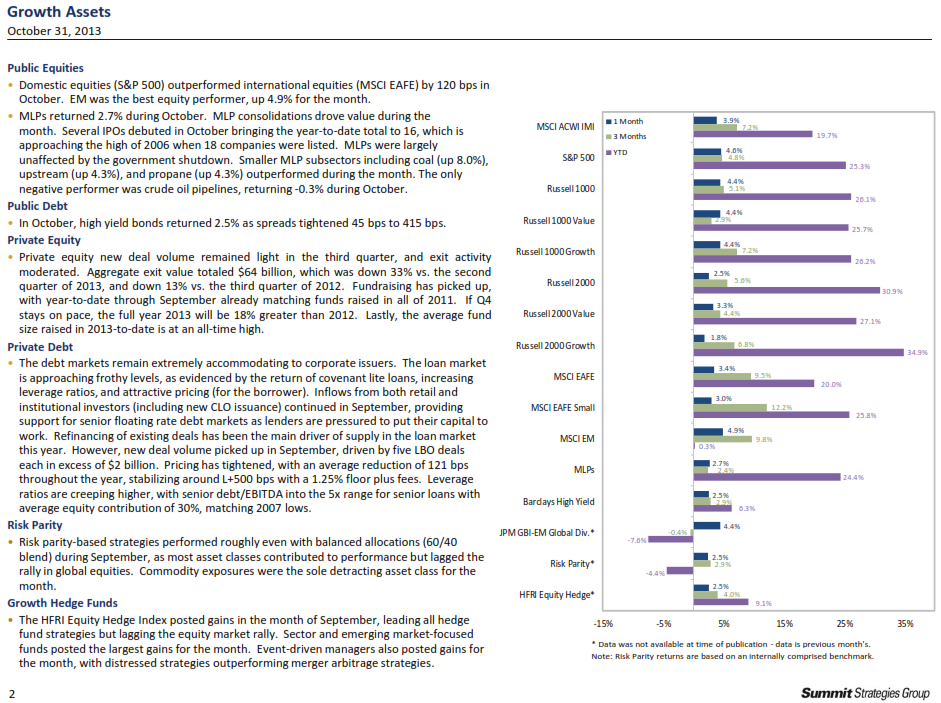 Growth Assets
October 31, 2013
Public Equities
• Domestic equities (S&P 500) outperformed international equities (MSCI EAFE) by 120 bps in
October. EM was the best equity performer, up 4.9% for the month.
• MLPs returned 2.7% during October. MLP consolidations drove value during the
month. Several IPOs debuted in October bringing the year-to-date total to 16, which is
approaching the high of 2006 when 18 companies were listed. MLPs were largely
unaffected by the government shutdown. Smaller MLP subsectors including coal (up 8.0%),
upstream (up 4.3%), and propane (up 4.3%) outperformed during the month. The only
negative performer was crude oil pipelines, returning -0.3% during October.
Public Debt
• In October, high yield bonds returned 2.5% as spreads tightened 45 bps to 415 bps.
Private Equity
• Private equity new deal volume remained light in the third quarter, and exit activity
moderated. Aggregate exit value totaled $64 billion, which was down 33% vs. the second
quarter of 2013, and down 13% vs. the third quarter of 2012. Fundraising has picked up,
with year-to-date through September already matching funds raised in all of 2011. If Q4
stays on pace, the full year 2013 will be 18% greater than 2012. Lastly, the average fund
size raised in 2013-to-date is at an all-time high.
Private Debt
• The debt markets remain extremely accommodating to corporate issuers. The loan market
is approaching frothy levels, as evidenced by the return of covenant lite loans, increasing
leverage ratios, and attractive pricing (for the borrower). Inflows from both retail and
institutional investors (including new CLO issuance) continued in September, providing
support for senior floating rate debt markets as lenders are pressured to put their capital to
work. Refinancing of existing deals has been the main driver of supply in the loan market
this year. However, new deal volume picked up in September, driven by five LBO deals
each in excess of $2 billion. Pricing has tightened, with an average reduction of 121 bps
throughout the year, stabilizing around L+500 bps with a 1.25% floor plus fees. Leverage
ratios are creeping higher, with senior debt/EBITDA into the 5x range for senior loans with
average equity contribution of 30%, matching 2007 lows.
Risk Parity
• Risk parity-based strategies performed roughly even with balanced allocations (60/40
blend) during September, as most asset classes contributed to performance but lagged the
rally in global equities. Commodity exposures were the sole detracting asset class for the
month.
Growth Hedge Funds
• The HFRI Equity Hedge Index posted gains in the month of September, leading all hedge
fund strategies but lagging the equity market rally. Sector and emerging market-focused
funds posted the largest gains for the month. Event-driven managers also posted gains for
the month, with distressed strategies outperforming merger arbitrage strategies.
1 Month
3 Months
YTD
MSCI ACWI IMI 3.9% 7.2% 19.7%
S&P 500 4.6% 4.8% 25.3%
Russell 1000 4.4% 5.1% 26.1%
Russell 1000 Value 4.4% 2.9% 25.7%
Russell 1000 Growth 4.4% 7.2% 26.2%
Russell 2000 2.5% 5.6% 30.9%
Russell 2000 Value 3.3% 4.4% 27.1%
Russell 2000 Growth 1.8% 6.8% 34.9%
MSCI EAFE 3.4% 9.5% 20.0%
MSCI EAFE Small 3.0% 12.2% 25.8%
MSCI EM 4.9% 9.8% 0.3%
MLPs 2.7% 2.4% 24.4%
Barclays High Yield 2.5% 2.9% 6.3%
JPM GBI-EM Global Div.* 4.4% -0.4% -7.6%
Risk Parity* 2.5% 2.9% -4.4%
HFRI Equity Hedge* 2.5% 4.0% 9.1%
-15% -5% 5% 15% 25% 35%
* Data was not available at time of publication - data is previous month's.
Note: Risk Parity returns are based on an internally comprised benchmark.
2
Summit Strategies Group